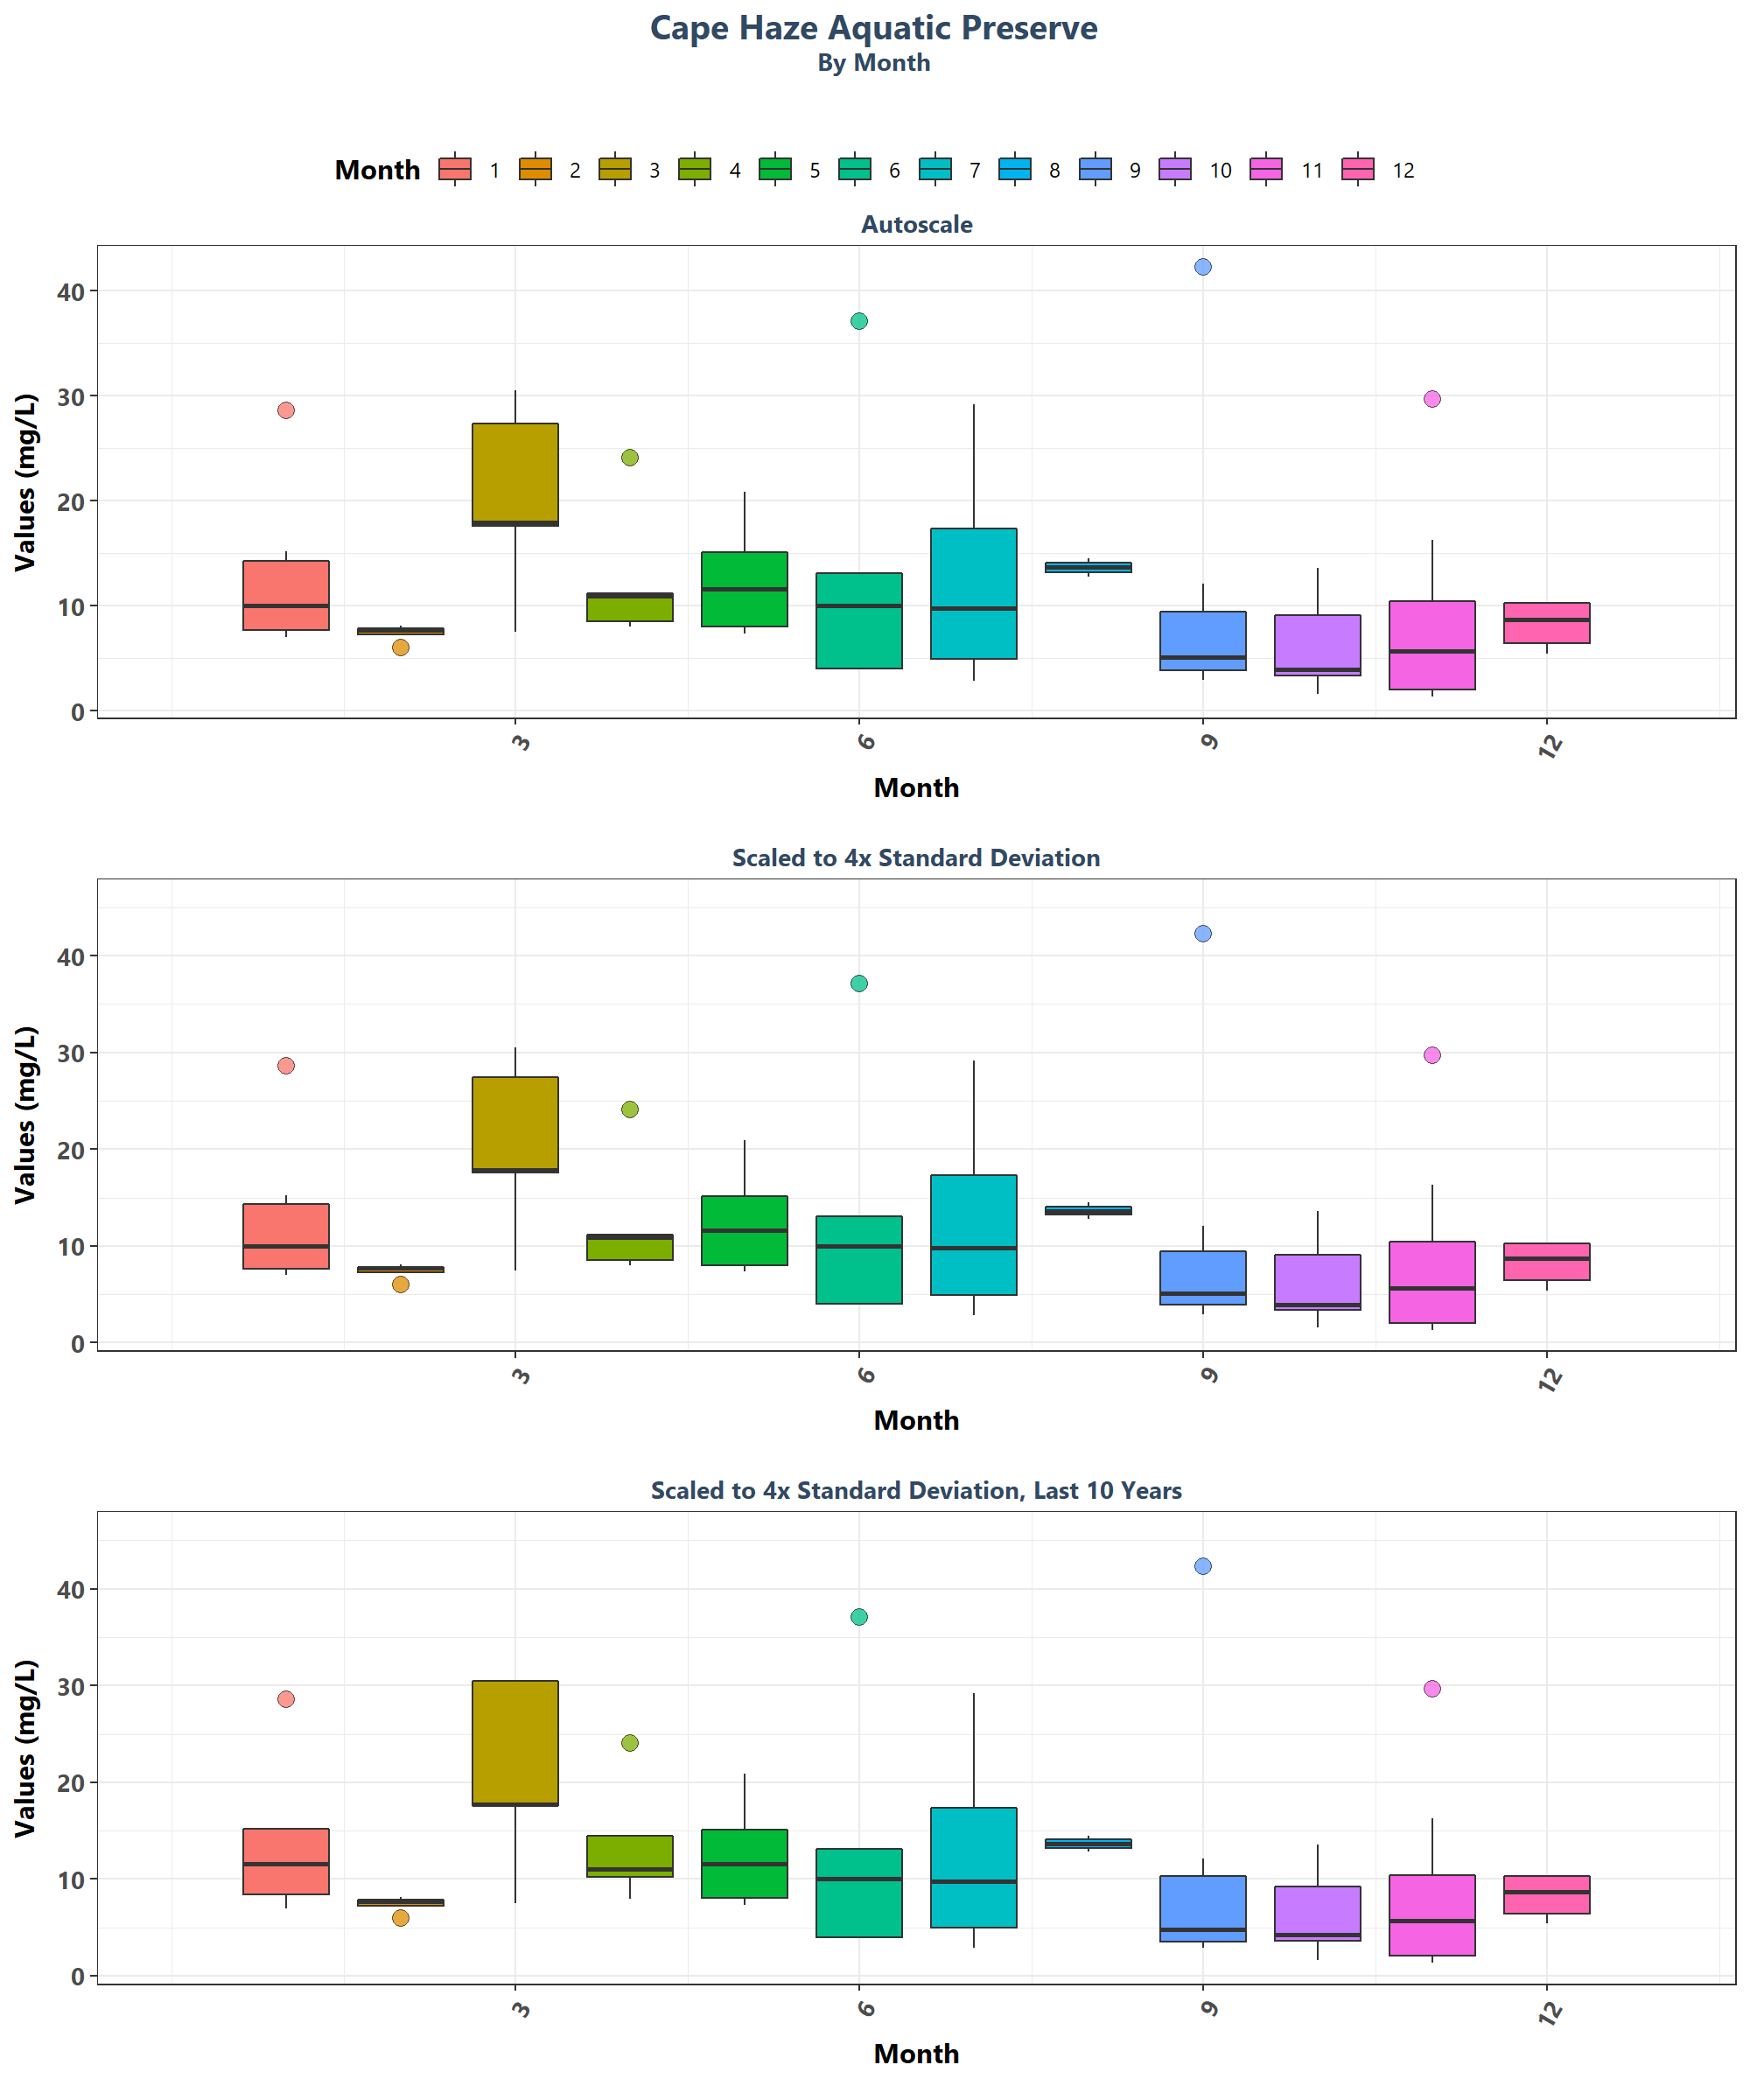 Cape Haze Aquatic Preserve
By Month
Month 1 2 3 4 5 6 7 8 9 10 11 12
Autoscale
Values (mg/L)
40
30
20
10
0
3 6 9 12
Month
Scaled to 4x Standard Deviation
Values (mg/L)
40
30
20
10
0
3 6 9 12
Month
Scaled to 4x Standard Deviation, Last 10 Years
Values (mg/L)
40
30
20
10
0
3 6 9 12
Month